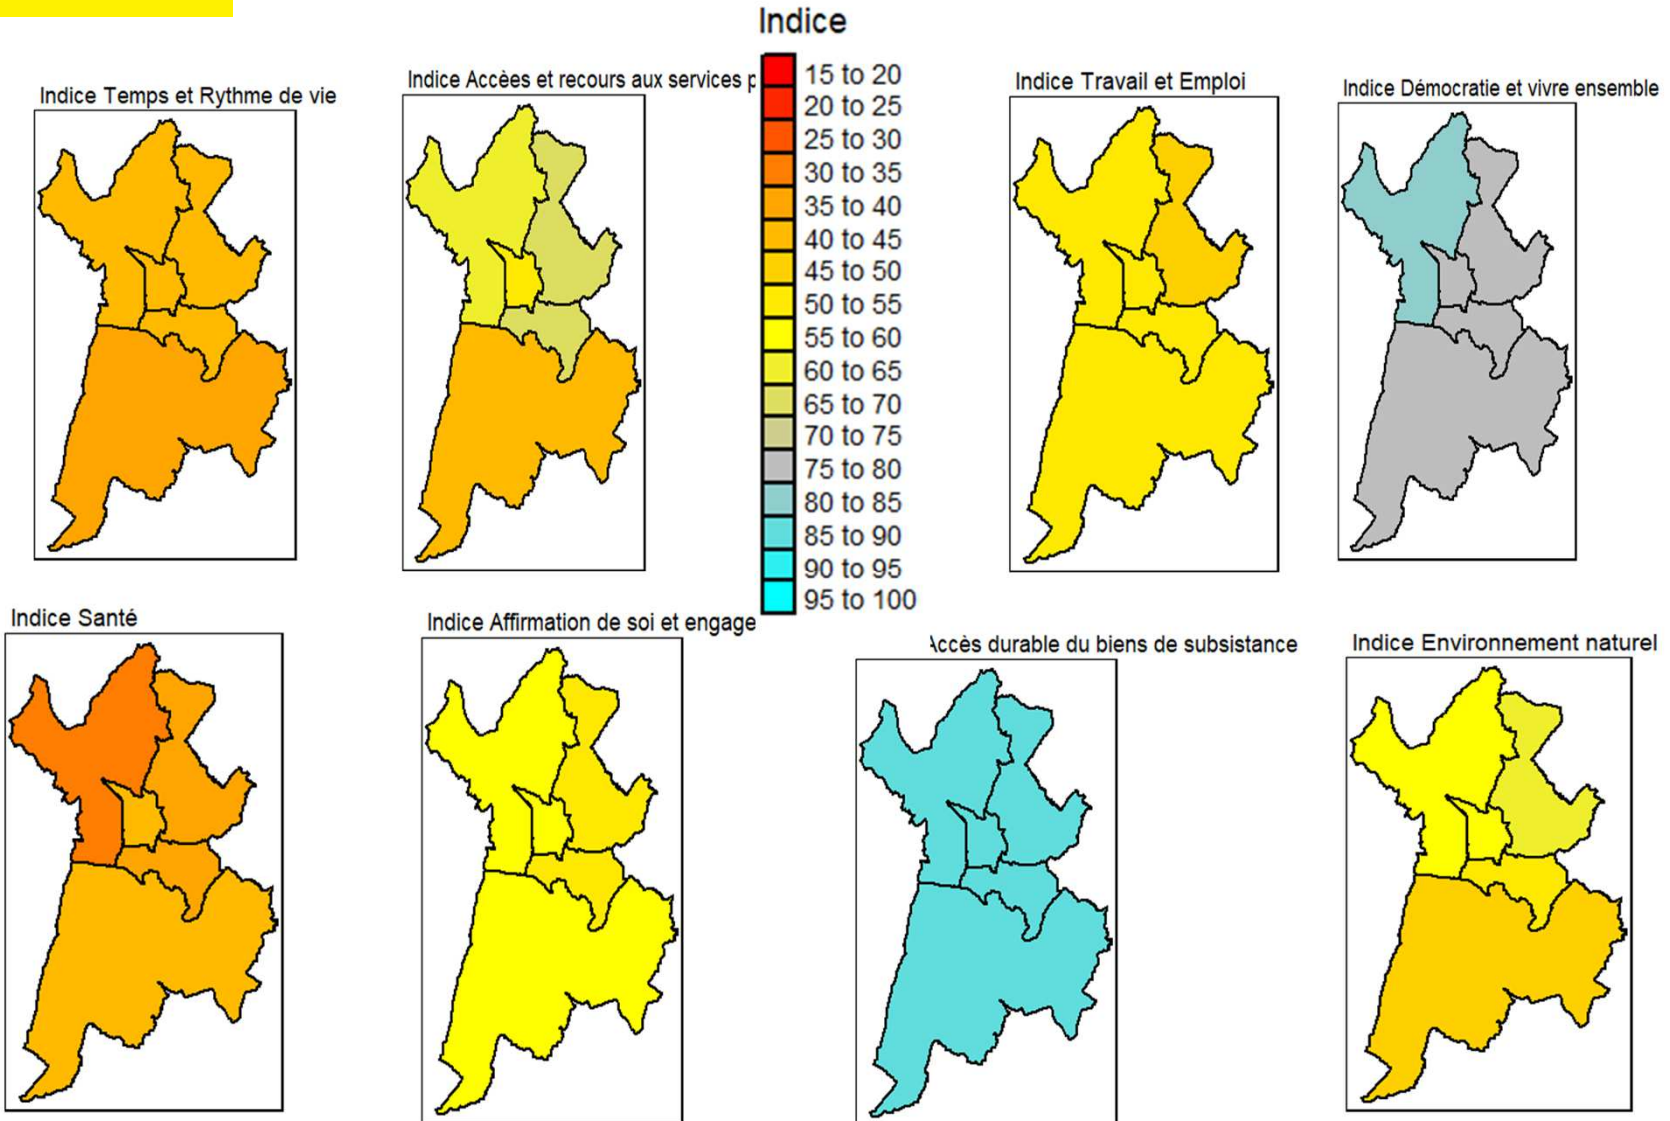 Indice
15 to 20
20 to 25
25 to 30
30 to 35
35 to 40
40 to 45
45 to 50
50 to 55
55 to 60
60 to 65
65 to 70
70 to 75
75 to 80
80 to 85
85 to 90
90 to 95
95 to 100
Indice Temps et Rythme de vie
Indice Accèes et recours aux services p
Indice Travail et Emploi
Indice Démocratie et vivre ensemble
Indice Santé
Indice Affirmation de soi et engage
Accès durable du biens de subsistance
Indice Environnement naturel